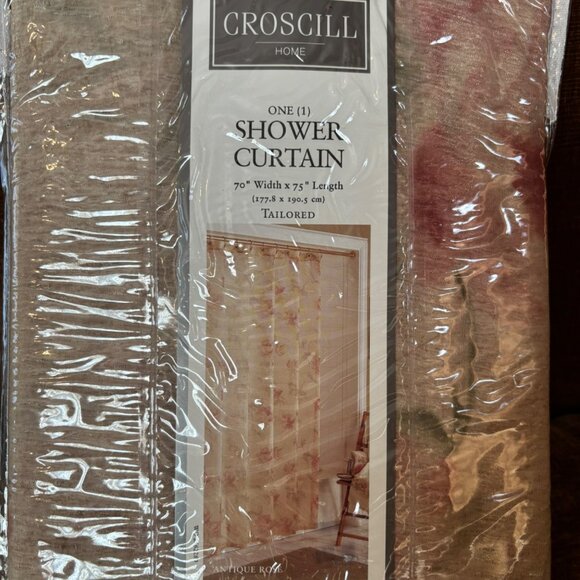 CROSCILL
HOME
ONE (1)
SHOWER
CURTAIN
70" Width x 75" Length
(177.8 x 190.5 cm)
TAILORED
ANTIQUE ROSE